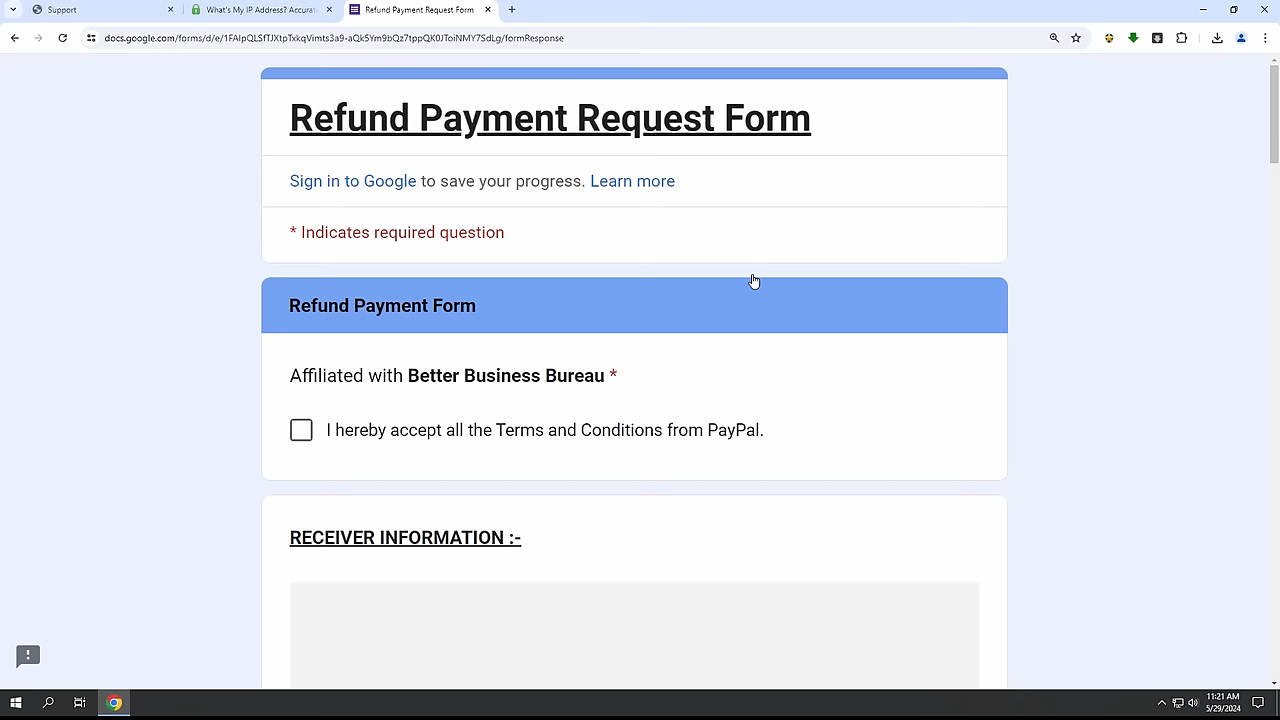 Support
What's My IP Address? Accurat
Refund Payment Request Form
docs.google.com/forms/d/e/1FAIpQLSfTJXtpTxkqVimts3a9-aQk5Ym9bQz7tppQK0JToiNMY7SdLg/formResponse
Refund Payment Request Form
Sign in to Google to save your progress. Learn more
* Indicates required question
Refund Payment Form
Affiliated with Better Business Bureau *
I hereby accept all the Terms and Conditions from PayPal.
RECEIVER INFORMATION :-
11:21 AM
5/29/2024